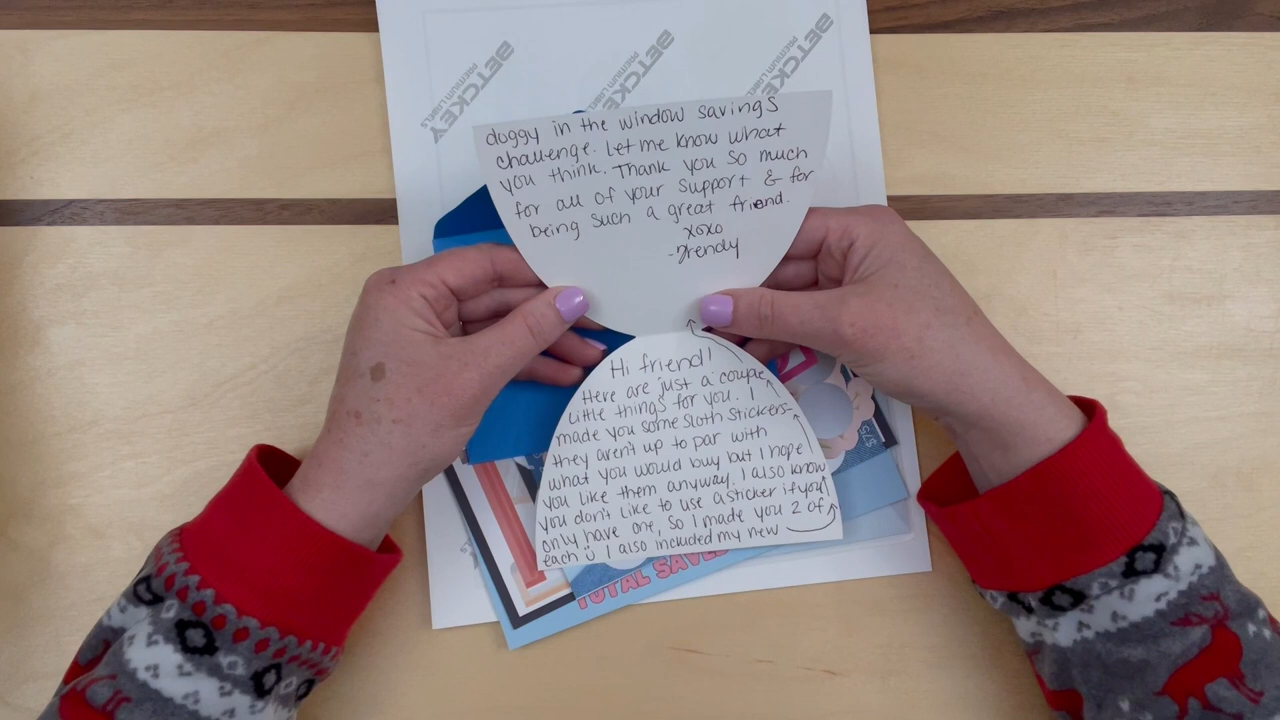 BETCKEY
PREMIUM LABELS
BETCKEY
PREMIUM LABELS
BETCKEY
PREMIUM LABELS
doggy in the window savings
challenge. Let me know what
you think. Thank you so much
for all of your support & for
being such a great friend.
xoxo
-Trendy
Hi friend!
Here are just a couple
little things for you. I
made you some sloth stickers-
they aren't up to par with
what you would buy but I hope
you like them anyway. I also know
you don't like to use a sticker if you
only have one, so I made you 2 of
each ü I also included my new
TOTAL SAVED